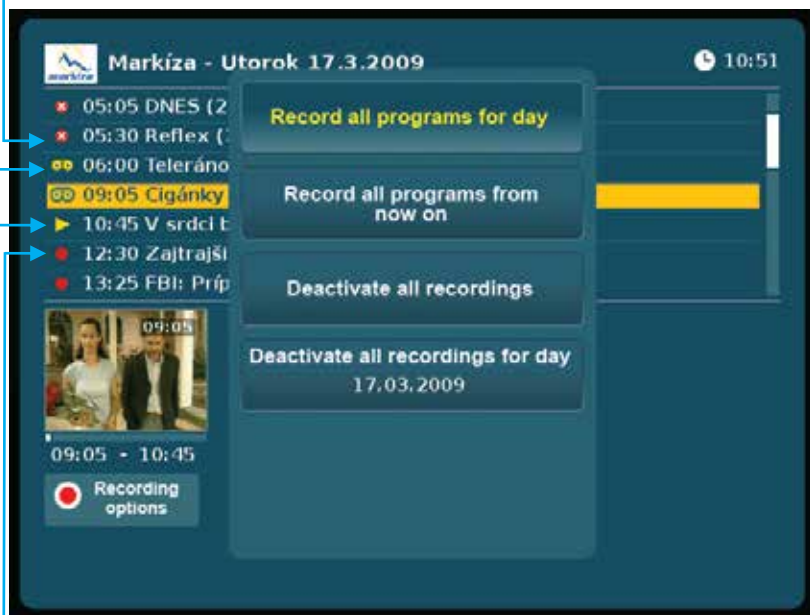 markíza
Markíza - Utorok 17.3.2009
10:51
05:05 DNES (2
05:30 Reflex (
06:00 Teleráno
09:05 Cigánky
10:45 V srdci
12:30 Zajtrajši
13:25 FBI: Príp
Record all programs for day
Record all programs from
now on
Deactivate all recordings
Deactivate all recordings for day
17.03.2009
09:05
09:05 - 10:45
Recording
options